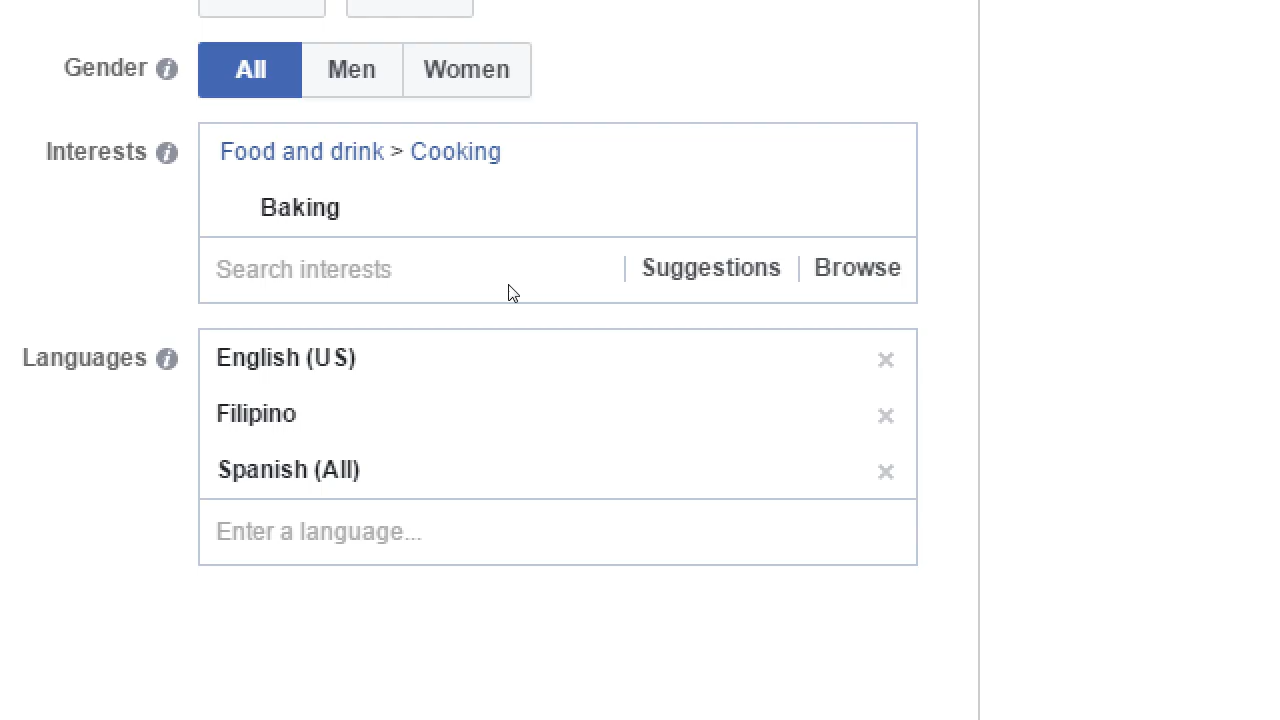 Gender All Men Women
Interests Food and drink > Cooking
Baking
Search interests Suggestions Browse
Languages English (US)
Filipino
Spanish (All)
Enter a language...